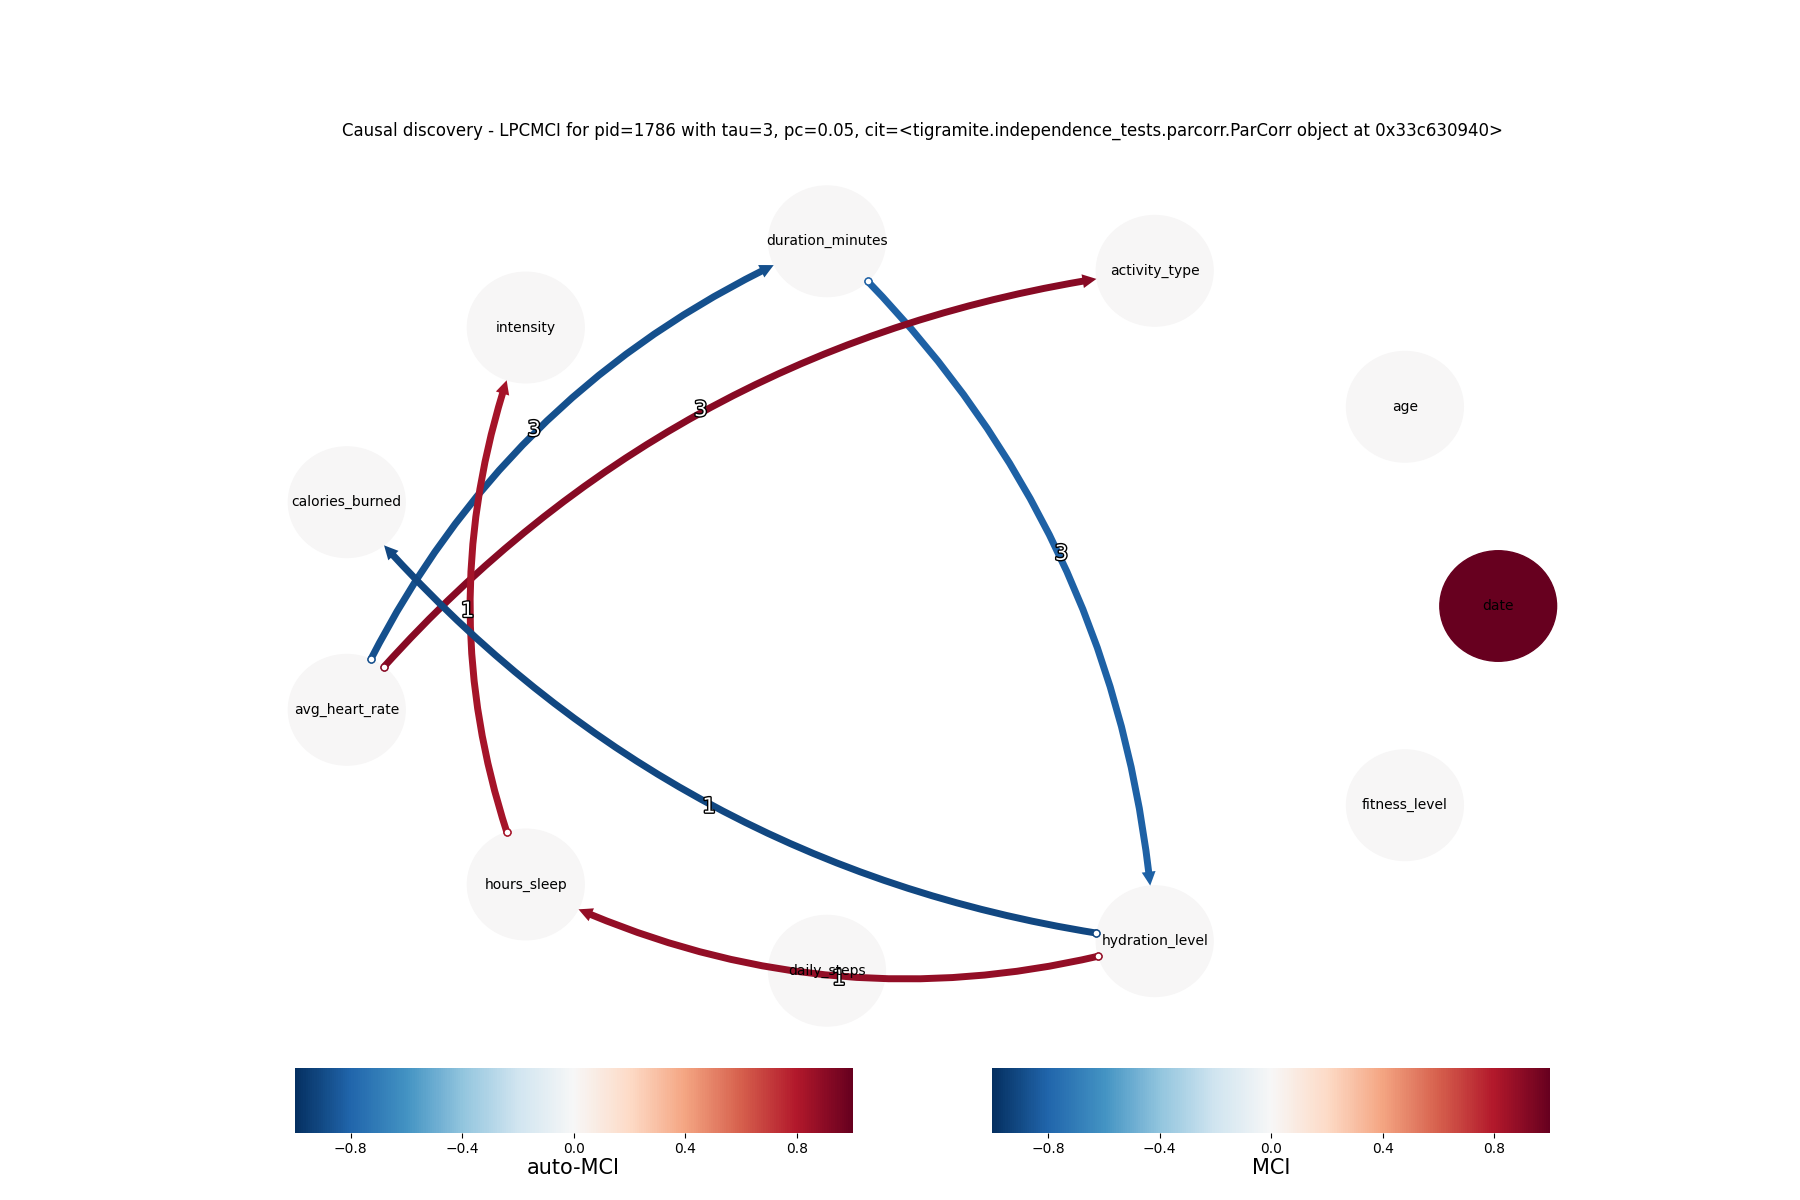 Causal discovery - LPCMCI for pid=1786 with tau=3, pc=0.05, cit=<tigramite.independence_tests.parcorr.ParCorr object at 0x33c630940>
duration_minutes
activity_type
intensity
age
3
3
calories_burned
3
date
1
avg_heart_rate
1
fitness_level
hours_sleep
hydration_level
daily_steps
1
−0.8 −0.4 0.0 0.4 0.8
auto-MCI
−0.8 −0.4 0.0 0.4 0.8
MCI